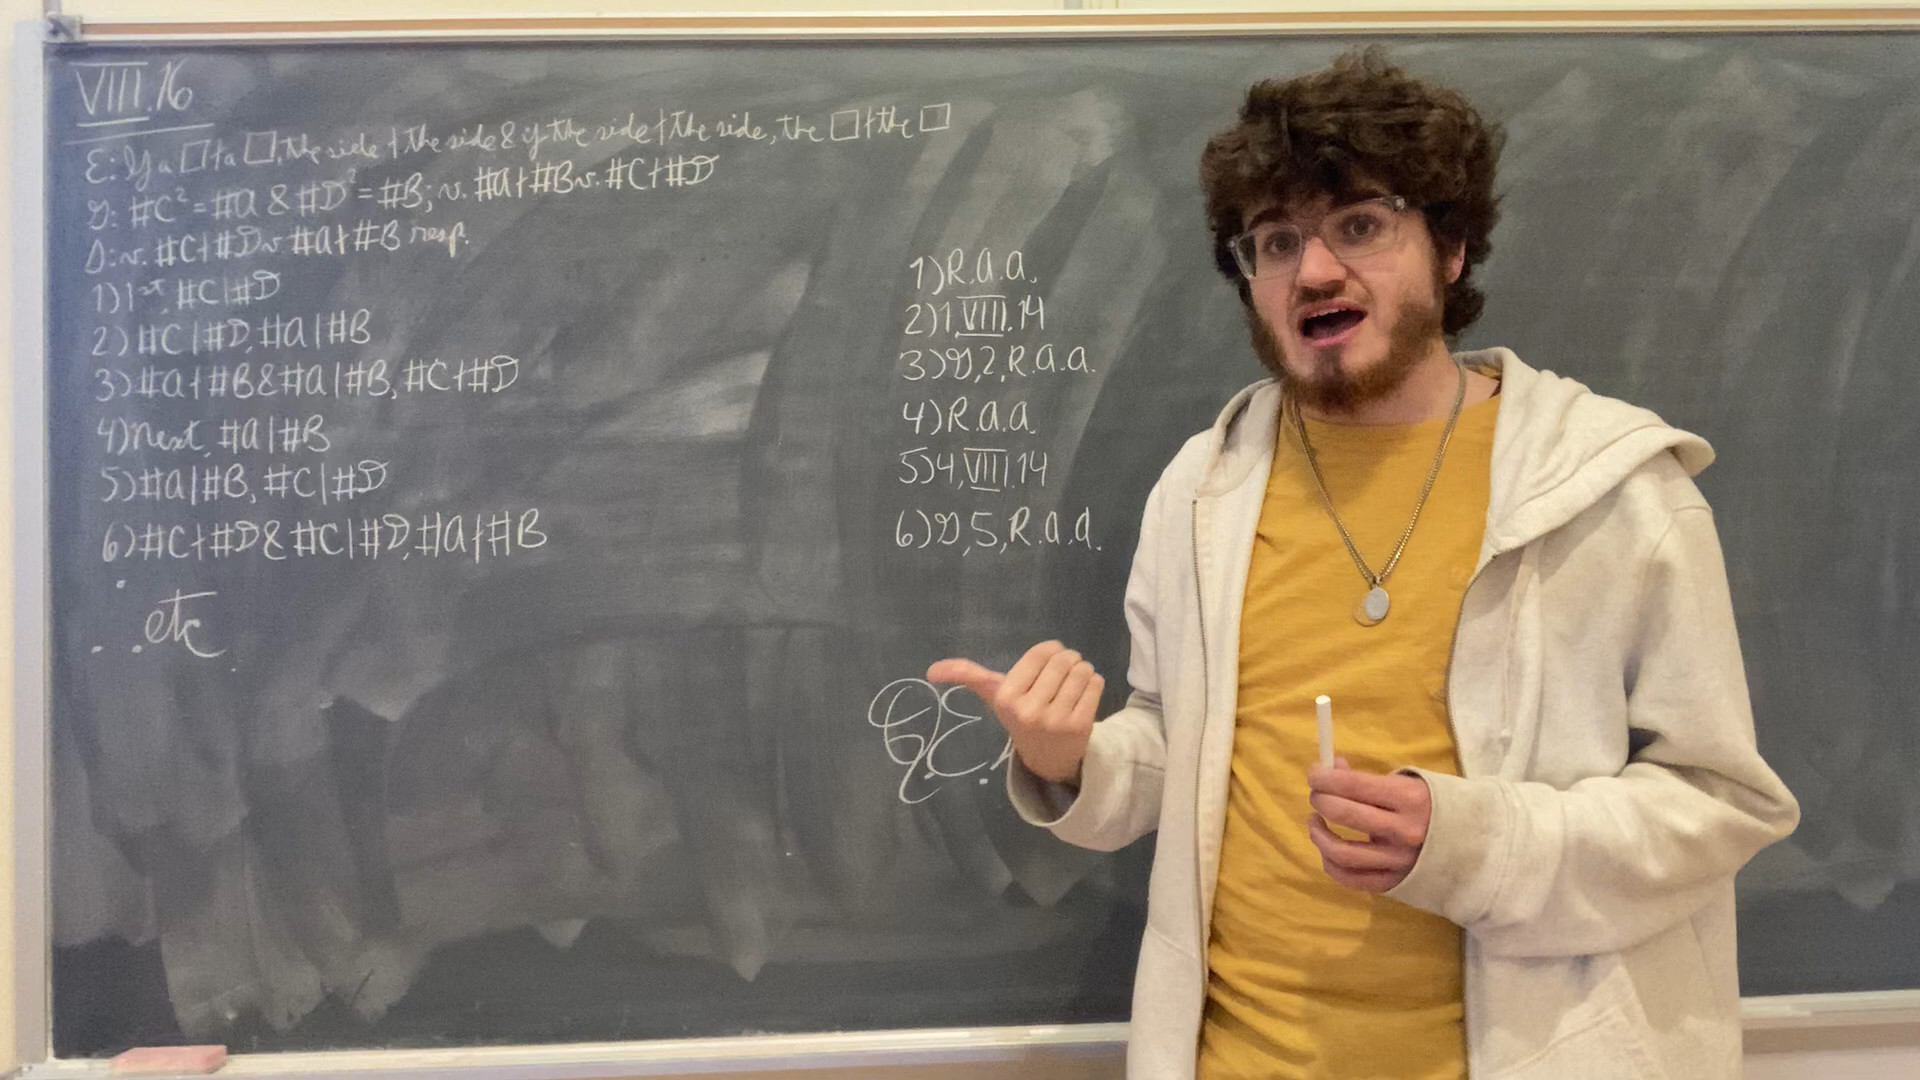 VIII.16
E: If a □ ∤ a □, the side ∤ the side & if the side ∤ the side, the □ ∤ the □
G: #C² = #A & #D² = #B; v. #A ∤ #B v. #C ∤ #D
D: v. #C ∤ #D v. #A ∤ #B resp.
1) 1st, #C | #D
2) #C | #D, #A | #B
3) #A ∤ #B & #A | #B, #C ∤ #D
4) next, #A | #B
5) #A | #B, #C | #D
6) #C ∤ #D & #C | #D, #A ∤ #B
... etc.
1) R.a.a.
2) 1, VIII.14
3) G, 2, R.a.a.
4) R.a.a.
5) 4, VIII.14
6) G, 5, R.a.a.
Q.E.